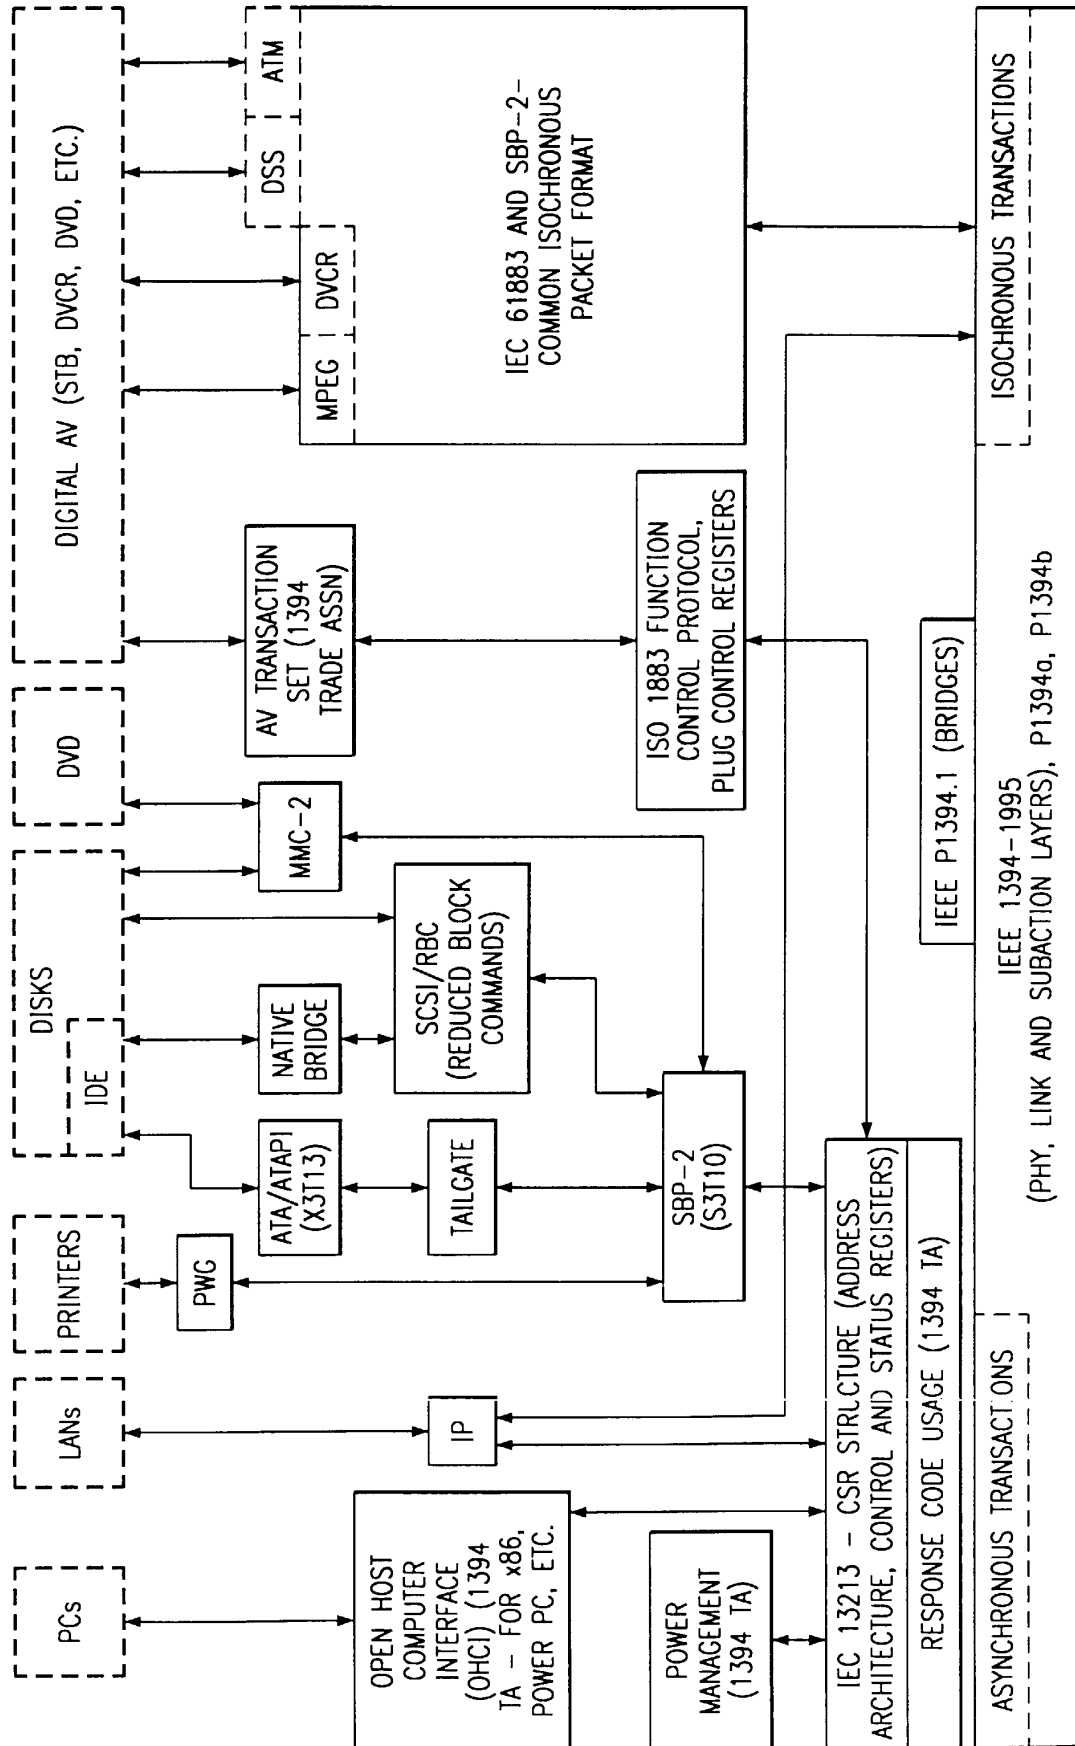 PCs
LANs
PRINTERS
DISKS
IDE
DVD
DIGITAL AV (STB, DVCR, DVD, ETC.)
PWG
ATA/ATAPI
(X3T13)
NATIVE
BRIDGE
MMC-2
AV TRANSACTION
SET (1394
TRADE ASSN)
MPEG
DVCR
DSS
ATM
OPEN HOST
COMPUTER
INTERFACE
(OHCI) (1394
TA - FOR x86,
POWER PC, ETC.
IP
TAILGATE
SCSI/RBC
(REDUCED BLOCK
COMMANDS)
IEC 61883 AND SBP-2-
COMMON ISOCHRONOUS
PACKET FORMAT
POWER
MANAGEMENT
(1394 TA)
SBP-2
(S3T10)
ISO 1883 FUNCTION
CONTROL PROTOCOL,
PLUG CONTROL REGISTERS
IEC 13213 - CSR STRUCTURE (ADDRESS
ARCHITECTURE, CONTROL AND STATUS REGISTERS)
RESPONSE CODE USAGE (1394 TA)
IEEE P1394.1 (BRIDGES)
ASYNCHRONOUS TRANSACTIONS
IEEE 1394-1995
(PHY, LINK AND SUBACTION LAYERS), P1394a, P1394b
ISOCHRONOUS TRANSACTIONS